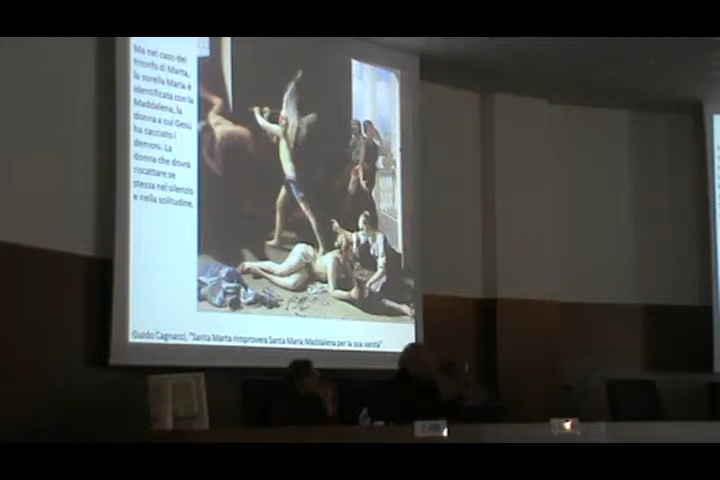 Ma nel caso del
trionfo di Marta,
la sorella Maria è
identificata con la
Maddalena, la
donna a cui Gesù
ha cacciato i
demoni. La
donna che dovrà
riscattare se
stessa nel silenzio
e nella solitudine.
Guido Cagnacci, "Santa Marta rimprovera Santa Maria Maddalena per la sua vanità"